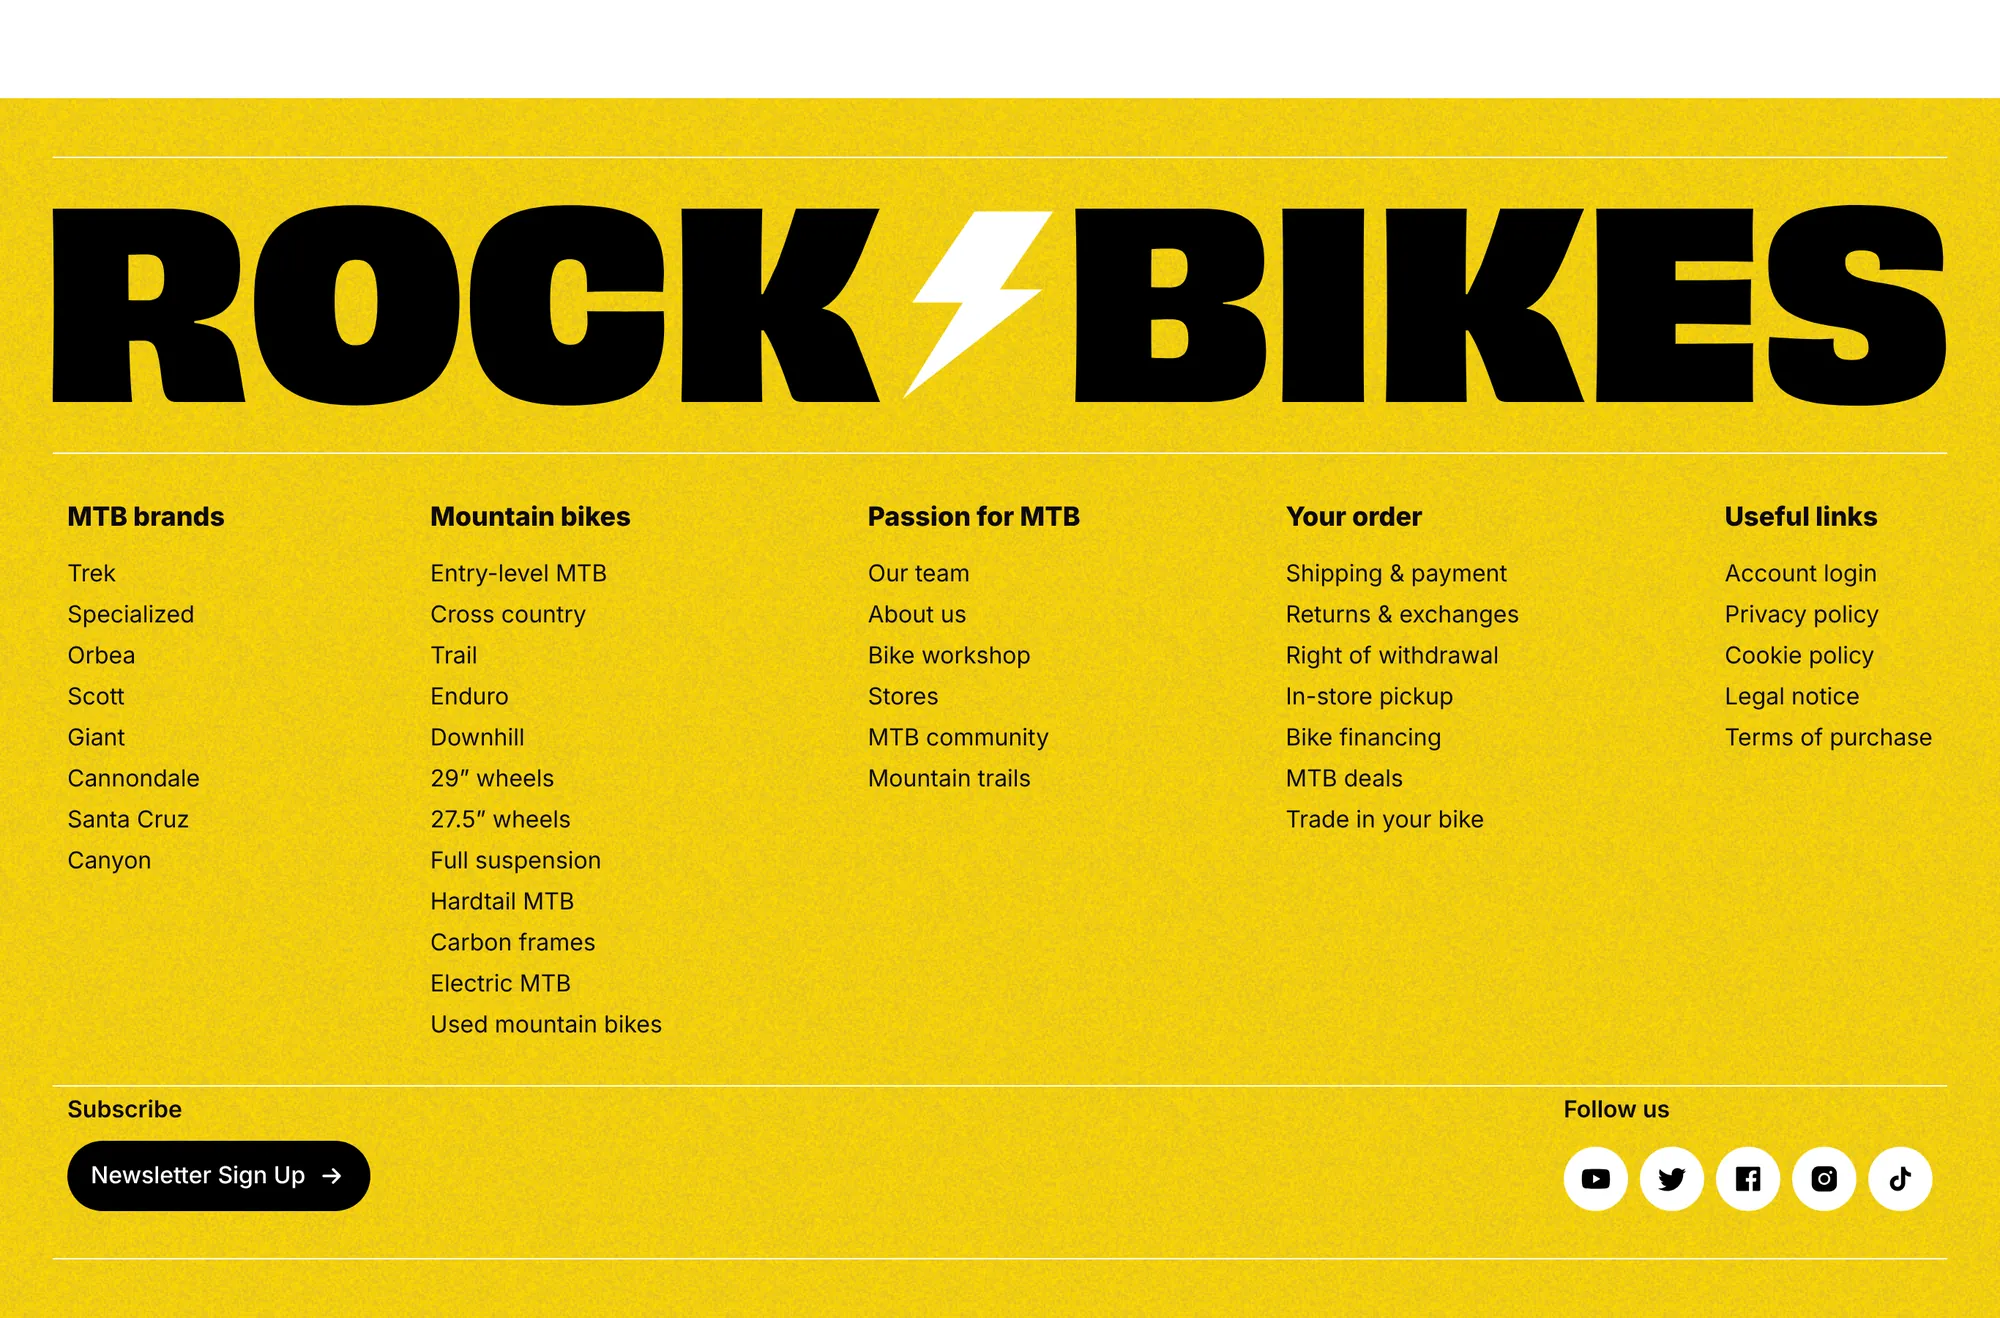 ROCK BIKES
MTB brands
Trek
Specialized
Orbea
Scott
Giant
Cannondale
Santa Cruz
Canyon
Mountain bikes
Entry-level MTB
Cross country
Trail
Enduro
Downhill
29” wheels
27.5” wheels
Full suspension
Hardtail MTB
Carbon frames
Electric MTB
Used mountain bikes
Passion for MTB
Our team
About us
Bike workshop
Stores
MTB community
Mountain trails
Your order
Shipping & payment
Returns & exchanges
Right of withdrawal
In-store pickup
Bike financing
MTB deals
Trade in your bike
Useful links
Account login
Privacy policy
Cookie policy
Legal notice
Terms of purchase
Subscribe
Newsletter Sign Up →
Follow us